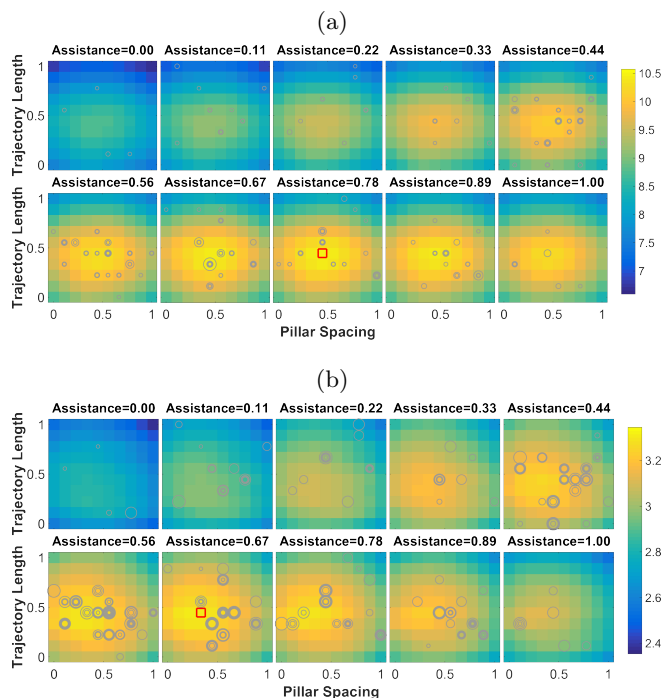 (a)
Assistance=0.00 Assistance=0.11 Assistance=0.22 Assistance=0.33 Assistance=0.44
Trajectory Length
1
0.5
0
Assistance=0.56 Assistance=0.67 Assistance=0.78 Assistance=0.89 Assistance=1.00
Trajectory Length
1
0.5
0
0 0.5 1 0 0.5 1 0 0.5 1 0 0.5 1 0 0.5 1
Pillar Spacing
10.5
10
9.5
9
8.5
8
7.5
7
(b)
Assistance=0.00 Assistance=0.11 Assistance=0.22 Assistance=0.33 Assistance=0.44
Trajectory Length
1
0.5
0
Assistance=0.56 Assistance=0.67 Assistance=0.78 Assistance=0.89 Assistance=1.00
Trajectory Length
1
0.5
0
0 0.5 1 0 0.5 1 0 0.5 1 0 0.5 1 0 0.5 1
Pillar Spacing
3.2
3
2.8
2.6
2.4